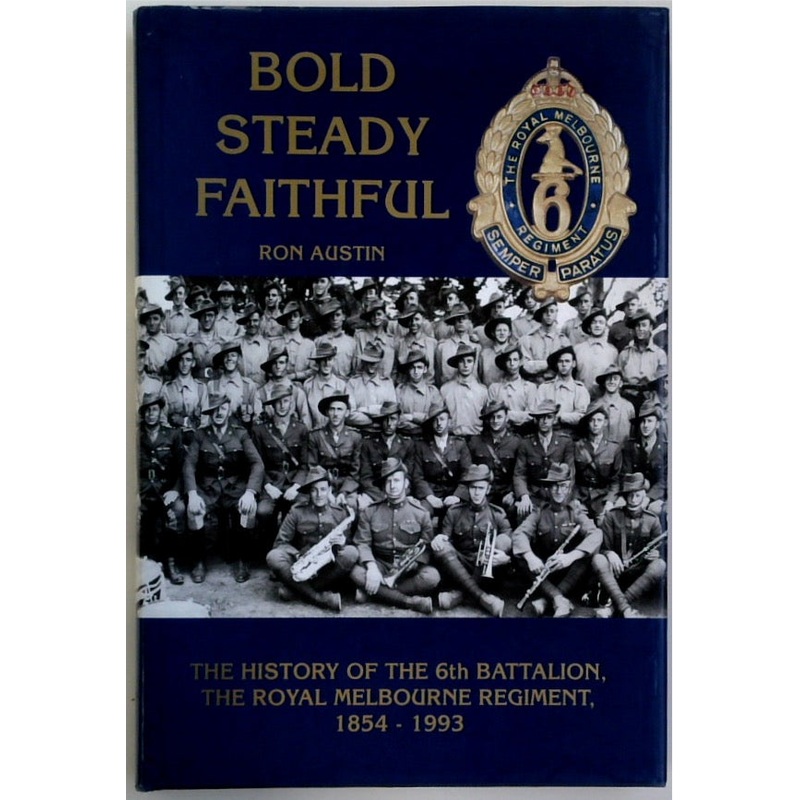 BOLD
STEADY
FAITHFUL
RON AUSTIN
THE ROYAL MELBOURNE
6
REGIMENT
SEMPER PARATUS
THE HISTORY OF THE 6th BATTALION,
THE ROYAL MELBOURNE REGIMENT,
1854 - 1993